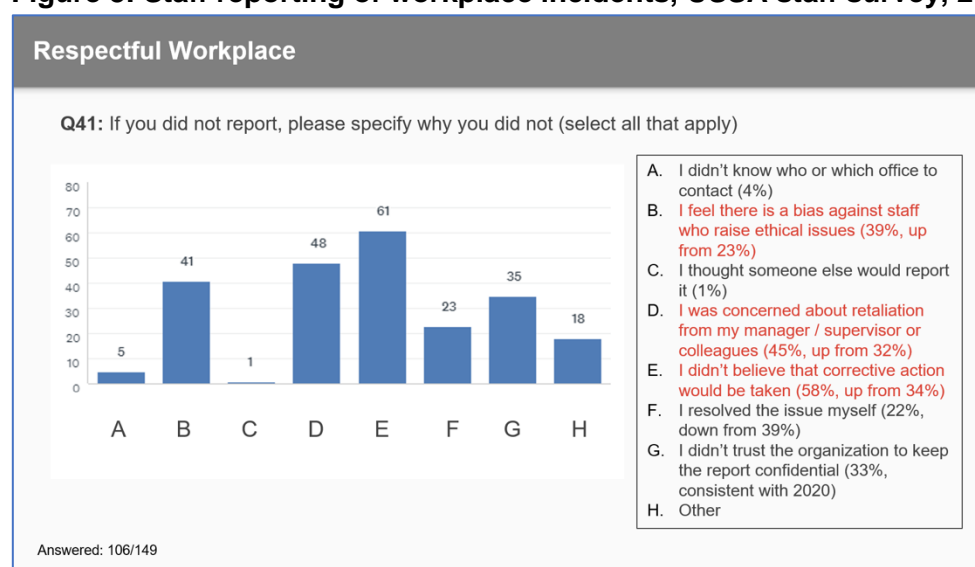 Respectful Workplace
Q41: If you did not report, please specify why you did not (select all that apply)
80
70
60
50
40
30
20
10
0
5
41
1
48
61
23
35
18
A B C D E F G H
A. I didn’t know who or which office to
contact (4%)
B. I feel there is a bias against staff
who raise ethical issues (39%, up
from 23%)
C. I thought someone else would report
it (1%)
D. I was concerned about retaliation
from my manager / supervisor or
colleagues (45%, up from 32%)
E. I didn’t believe that corrective action
would be taken (58%, up from 34%)
F. I resolved the issue myself (22%,
down from 39%)
G. I didn’t trust the organization to keep
the report confidential (33%,
consistent with 2020)
H. Other
Answered: 106/149